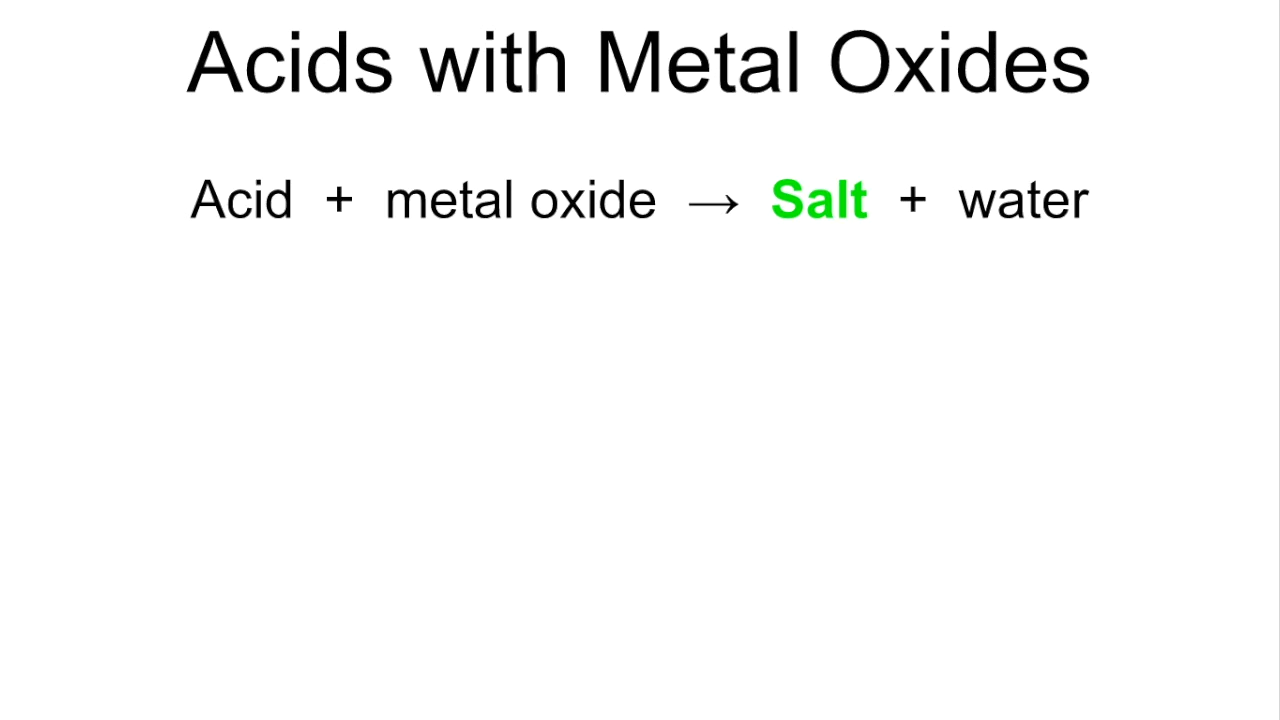 Acids with Metal Oxides
Acid + metal oxide → Salt + water